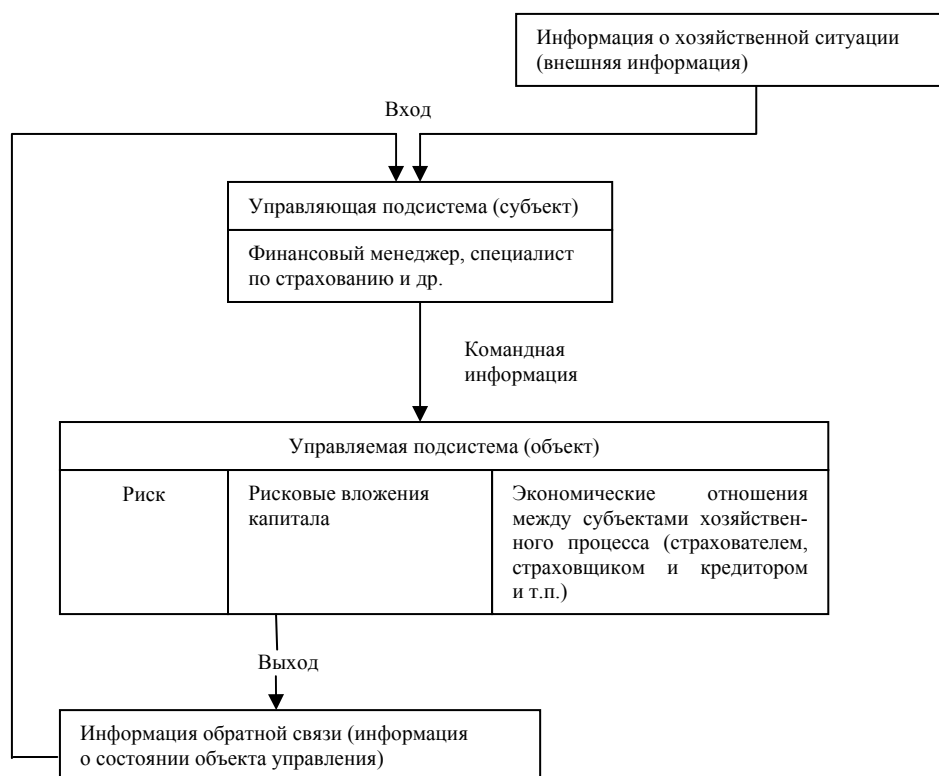 Информация о хозяйственной ситуации
(внешняя информация)
Вход
Управляющая подсистема (субъект)
Финансовый менеджер, специалист
по страхованию и др.
Командная
информация
Управляемая подсистема (объект)
Риск
Рисковые вложения
капитала
Экономические отношения
между субъектами хозяйствен-
ного процесса (страхователем,
страховщиком и кредитором
и т.п.)
Выход
Информация обратной связи (информация
о состоянии объекта управления)